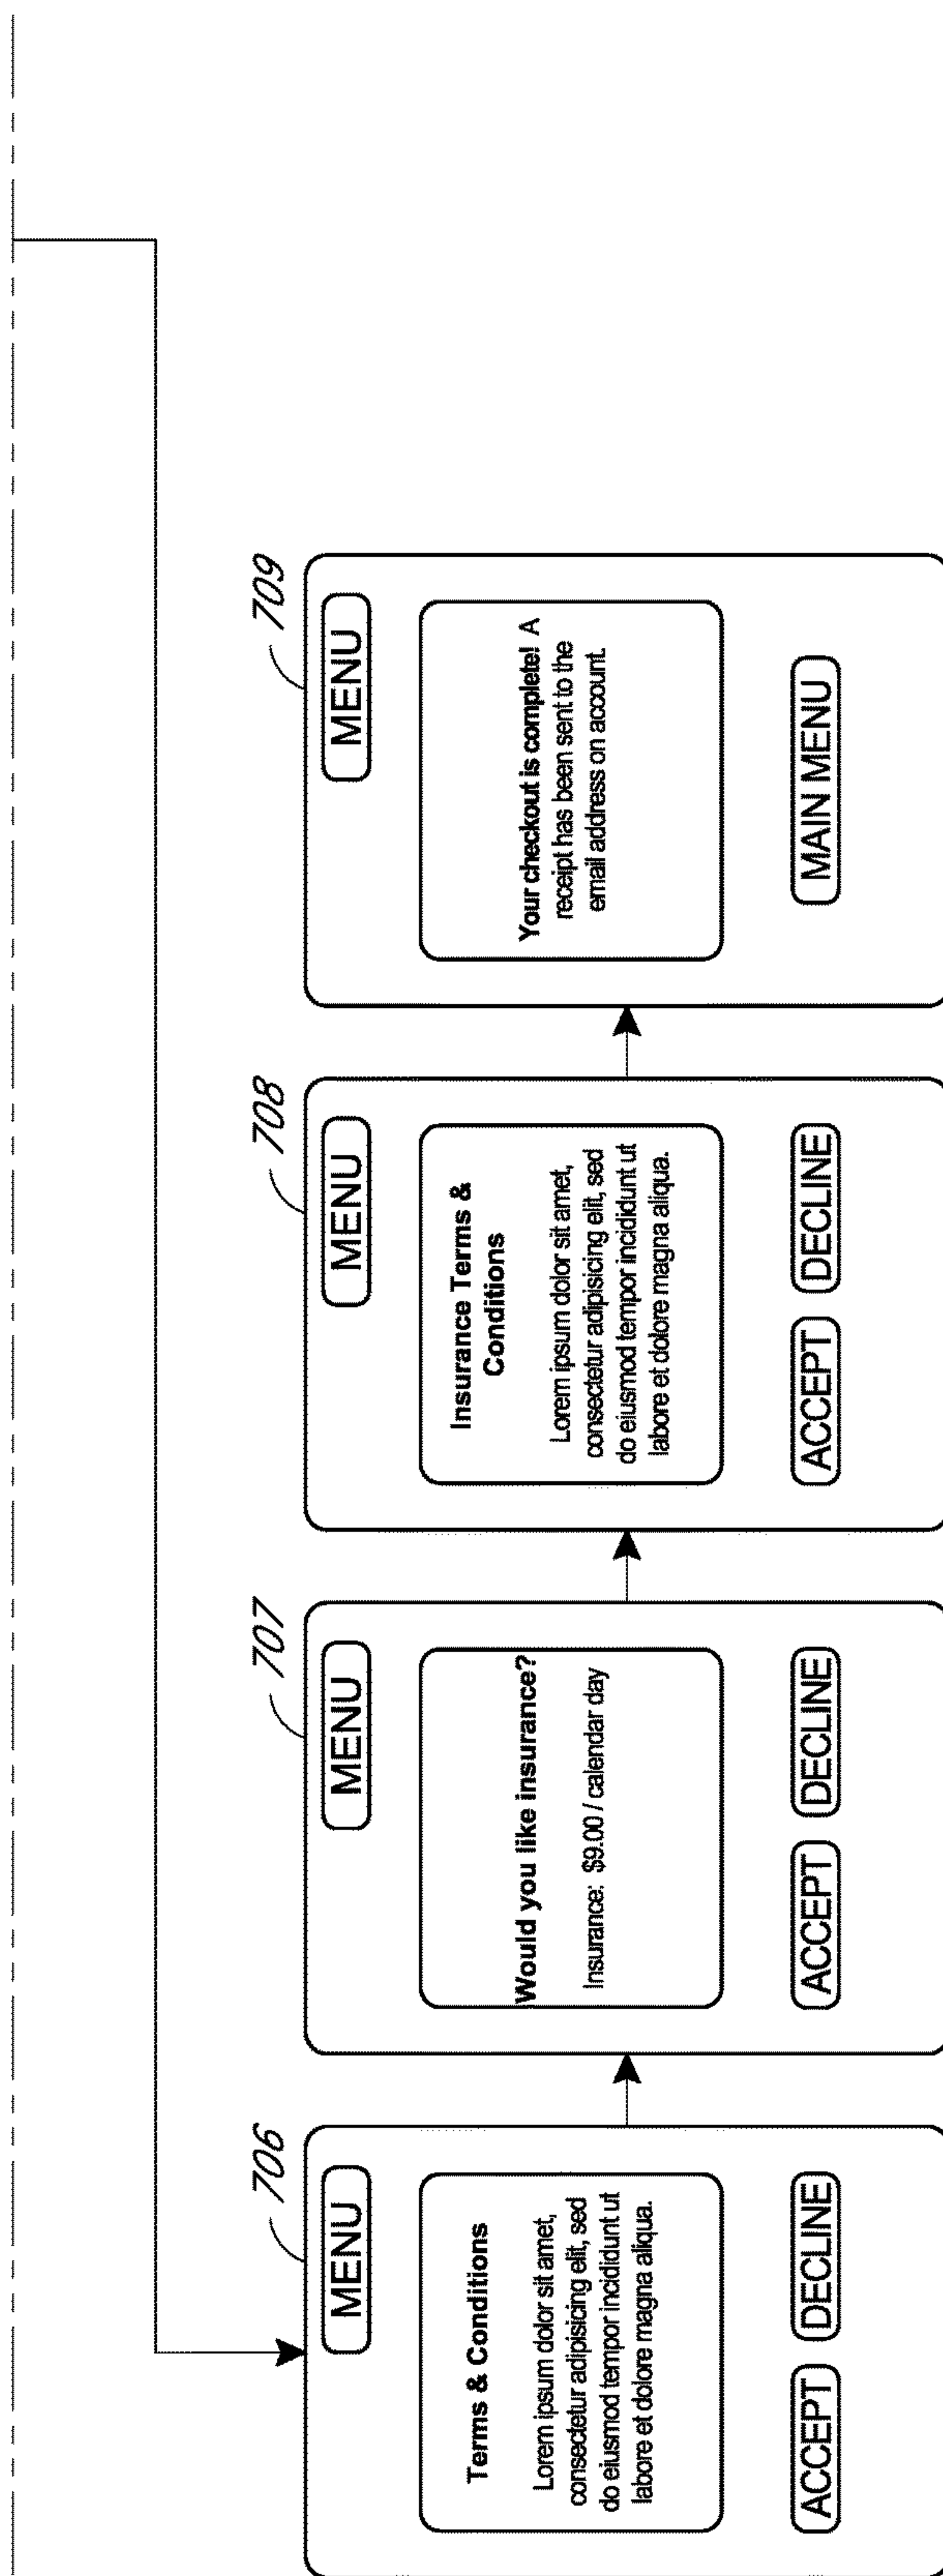 706
MENU
Terms & Conditions
Lorem ipsum dolor sit amet,
consectetur adipisicing elit, sed
do eiusmod tempor incididunt ut
labore et dolore magna aliqua.
ACCEPT DECLINE
707
MENU
Would you like insurance?
Insurance: $9.00 / calendar day
ACCEPT DECLINE
708
MENU
Insurance Terms &
Conditions
Lorem ipsum dolor sit amet,
consectetur adipisicing elit, sed
do eiusmod tempor incididunt ut
labore et dolore magna aliqua.
ACCEPT DECLINE
709
MENU
Your checkout is complete! A
receipt has been sent to the
email address on account.
MAIN MENU